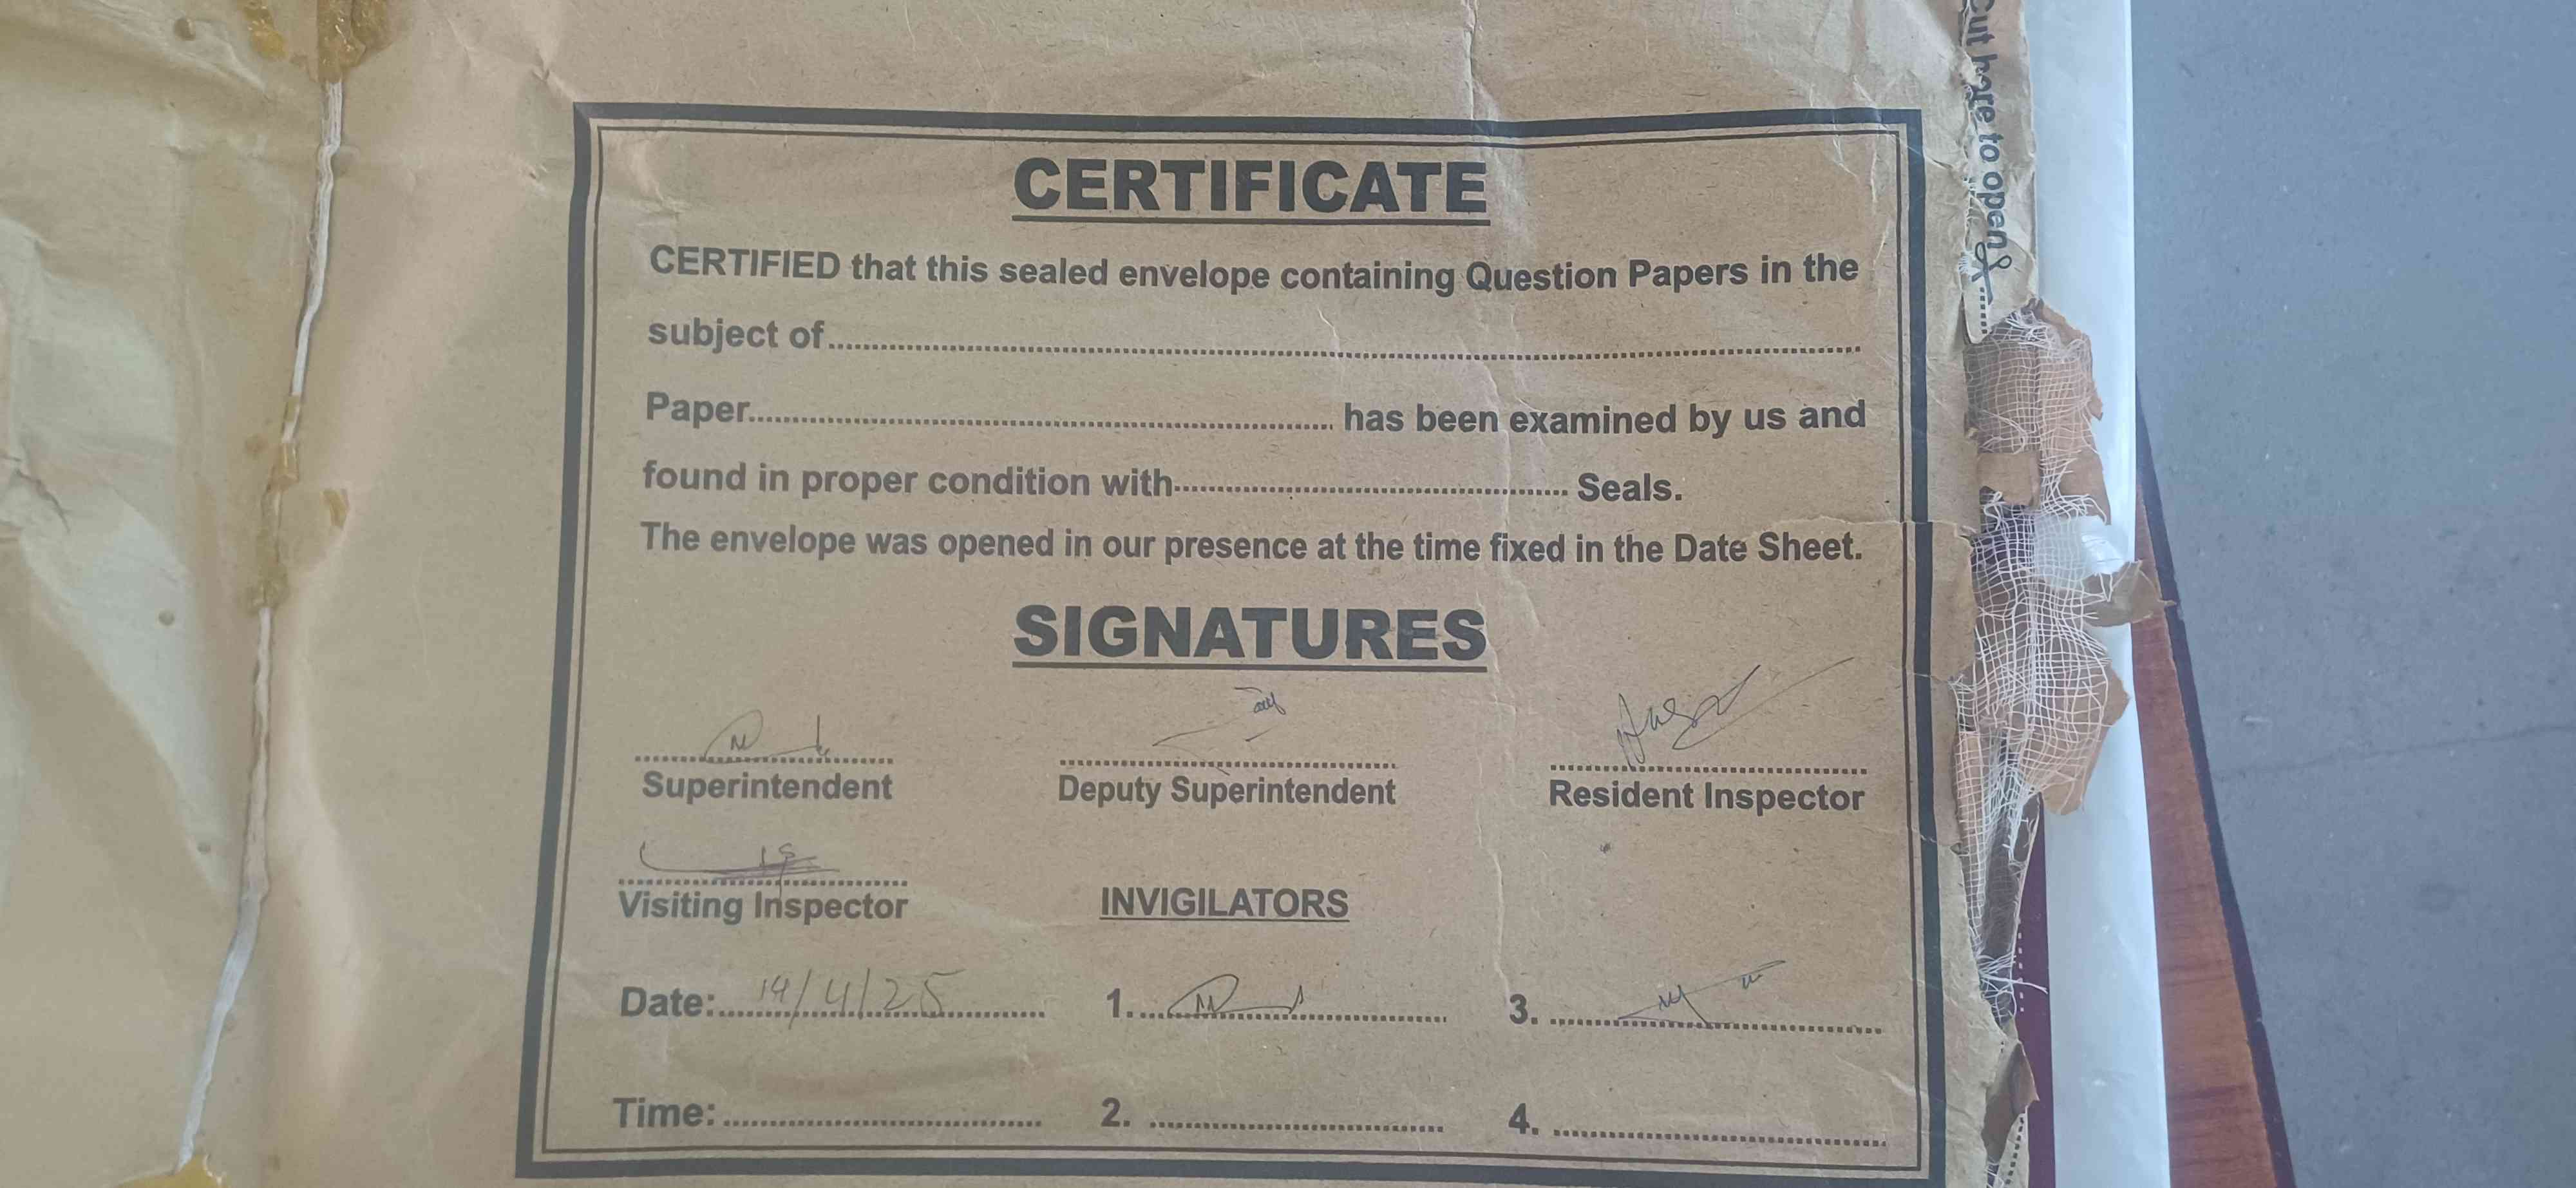 CERTIFICATE
CERTIFIED that this sealed envelope containing Question Papers in the
subject of
Paper has been examined by us and
found in proper condition with Seals.
The envelope was opened in our presence at the time fixed in the Date Sheet.
SIGNATURES
Superintendent Deputy Superintendent Resident Inspector
Visiting Inspector INVIGILATORS
Date: 19/4/25 1. 3.
Time: 2. 4.
Cut here to open